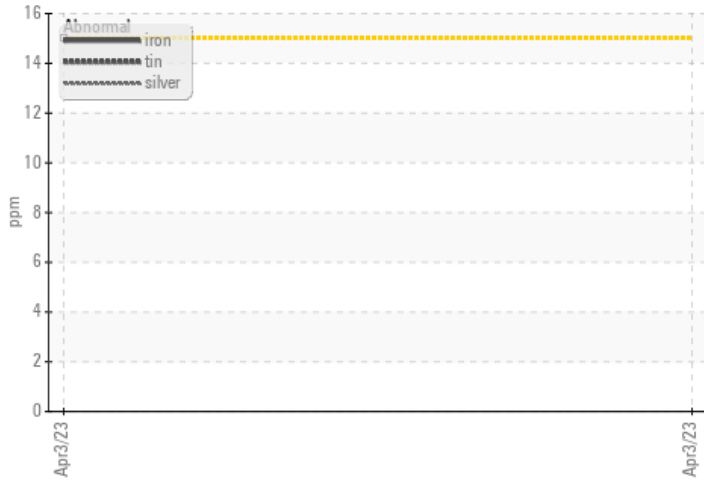 16
Abnormal
iron
tin
silver
14
12
10
8
6
4
2
0
ppm
Apr3/23
Apr3/23